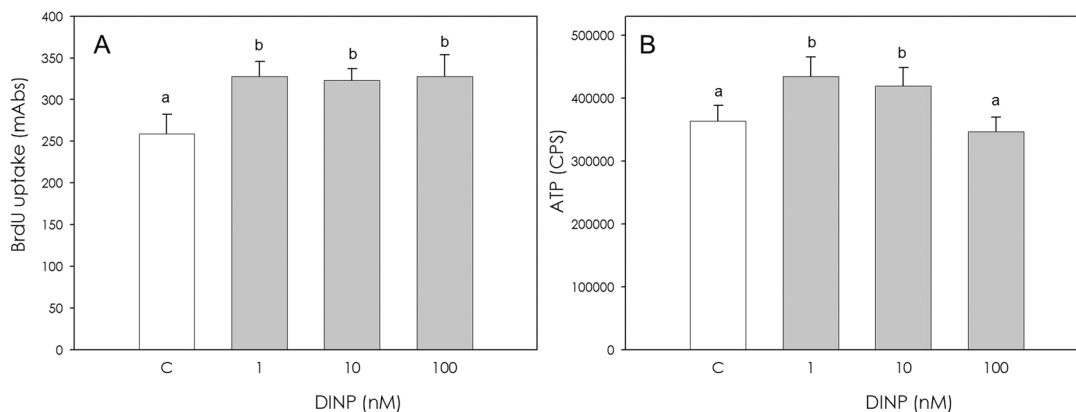 A
BrdU uptake (mAbs)
400
350
300
250
200
150
100
50
0
a
b
b
b
C 1 10 100
DINP (nM)
B
ATP (CPS)
500000
400000
300000
200000
100000
0
a
b
b
a
C 1 10 100
DINP (nM)